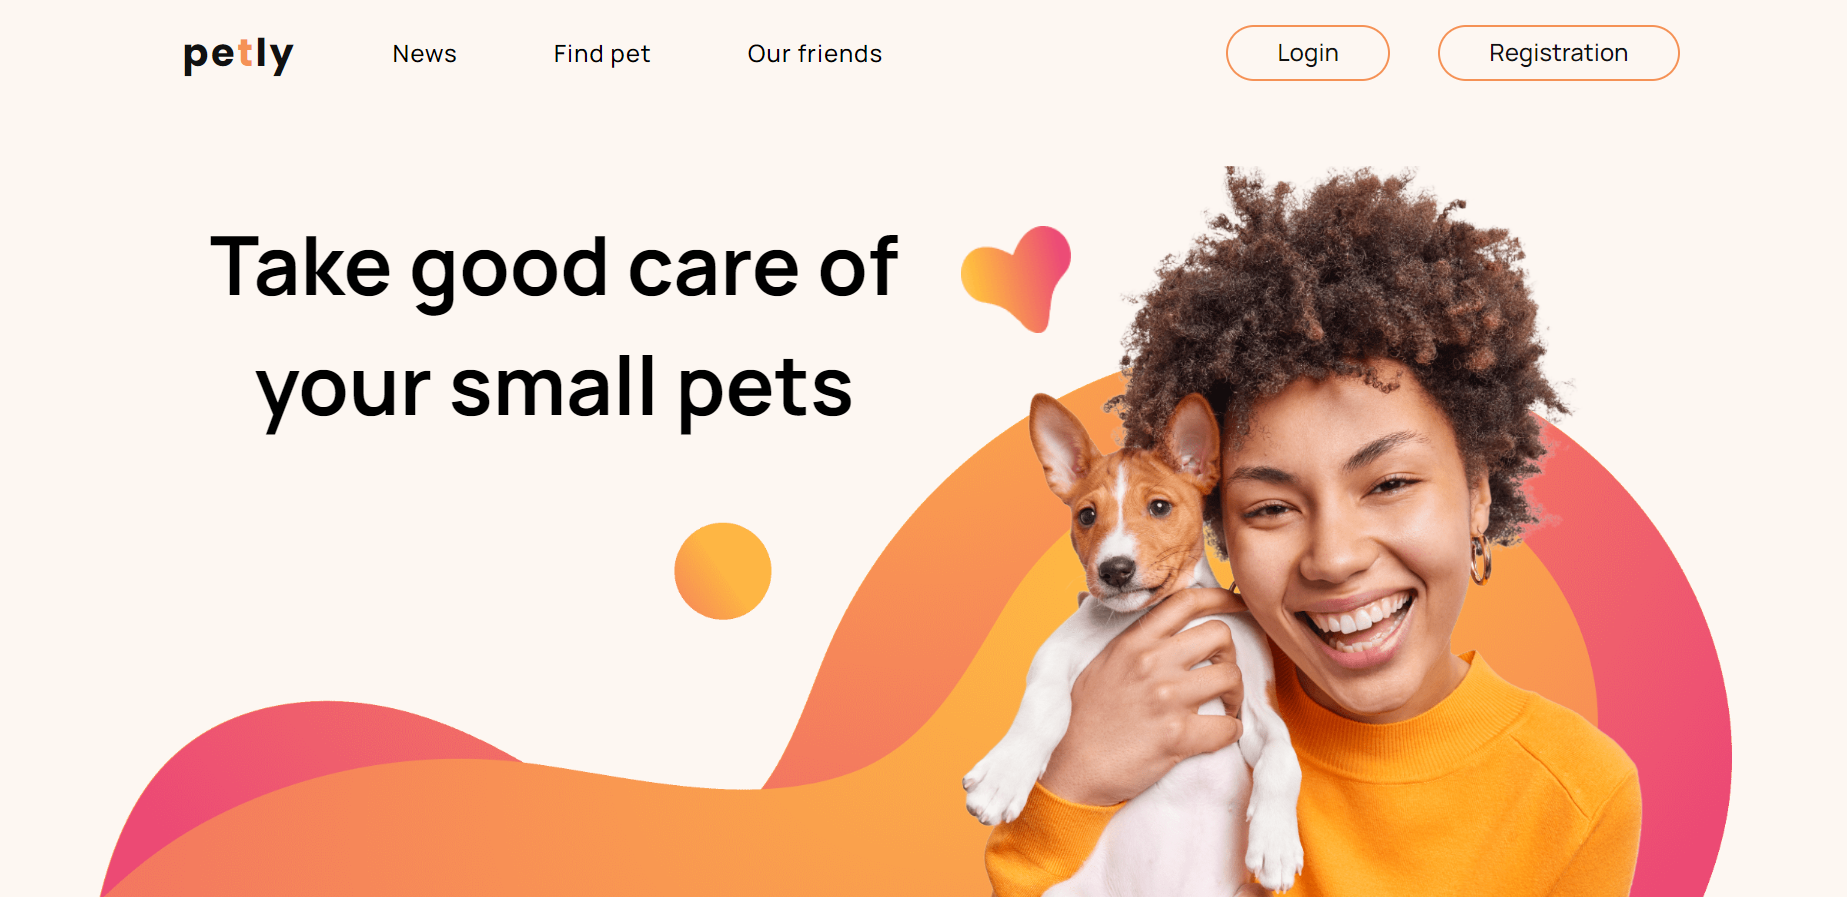 petly
News
Find pet
Our friends
Login
Registration
Take good care of
your small pets